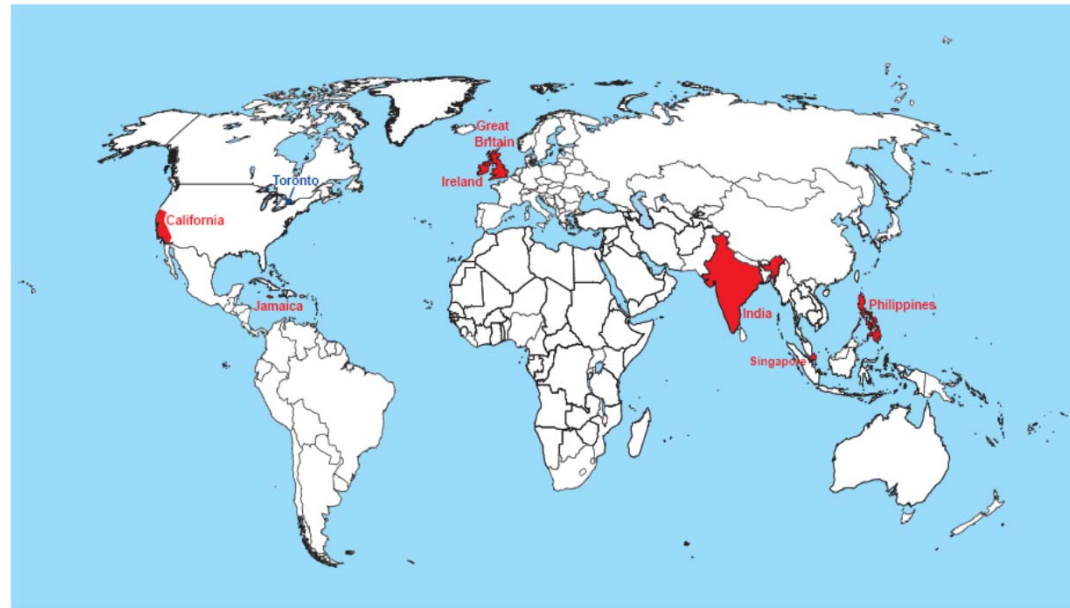 Great
Britain
Ireland
Toronto
California
Jamaica
India
Philippines
Singapore